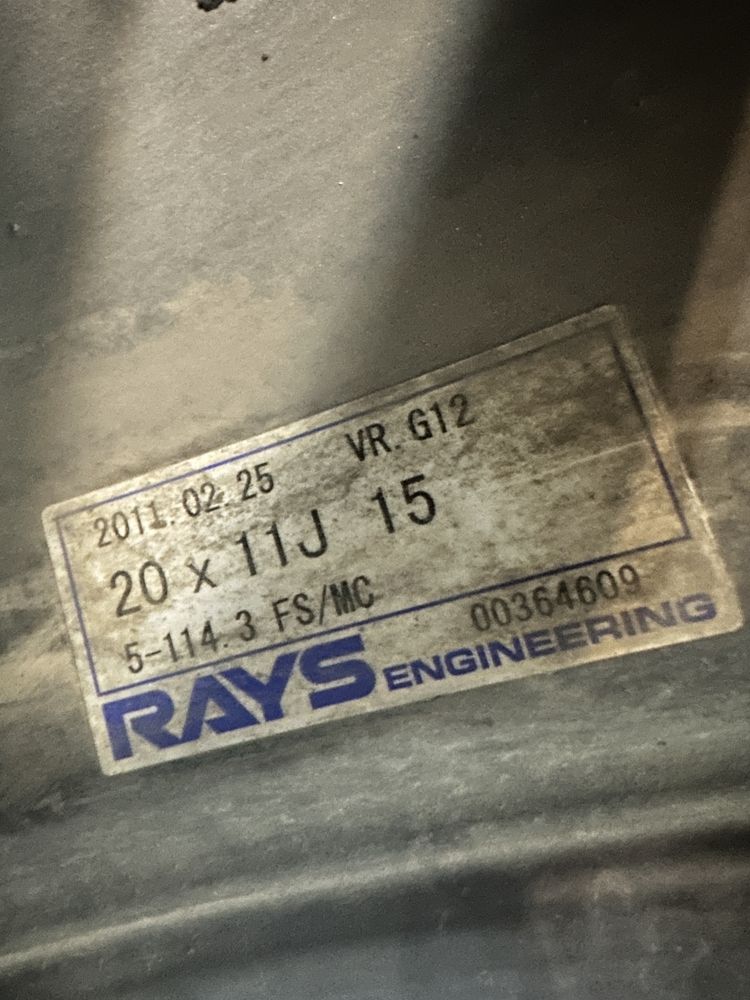 2011.02.25 VR.G12
20 x 11J 15
5-114.3 FS/MC
00364609
RAYS ENGINEERING